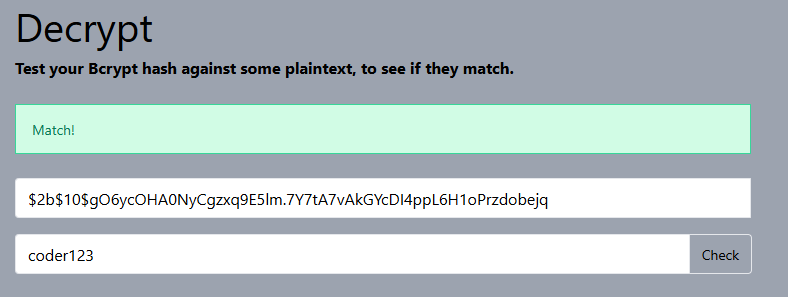 Decrypt
Test your Bcrypt hash against some plaintext, to see if they match.
Match!
$2b$10$gO6ycOHA0NyCgzxq9E5lm.7Y7tA7vAkGYcDI4ppL6H1oPrzdobejq
coder123
Check